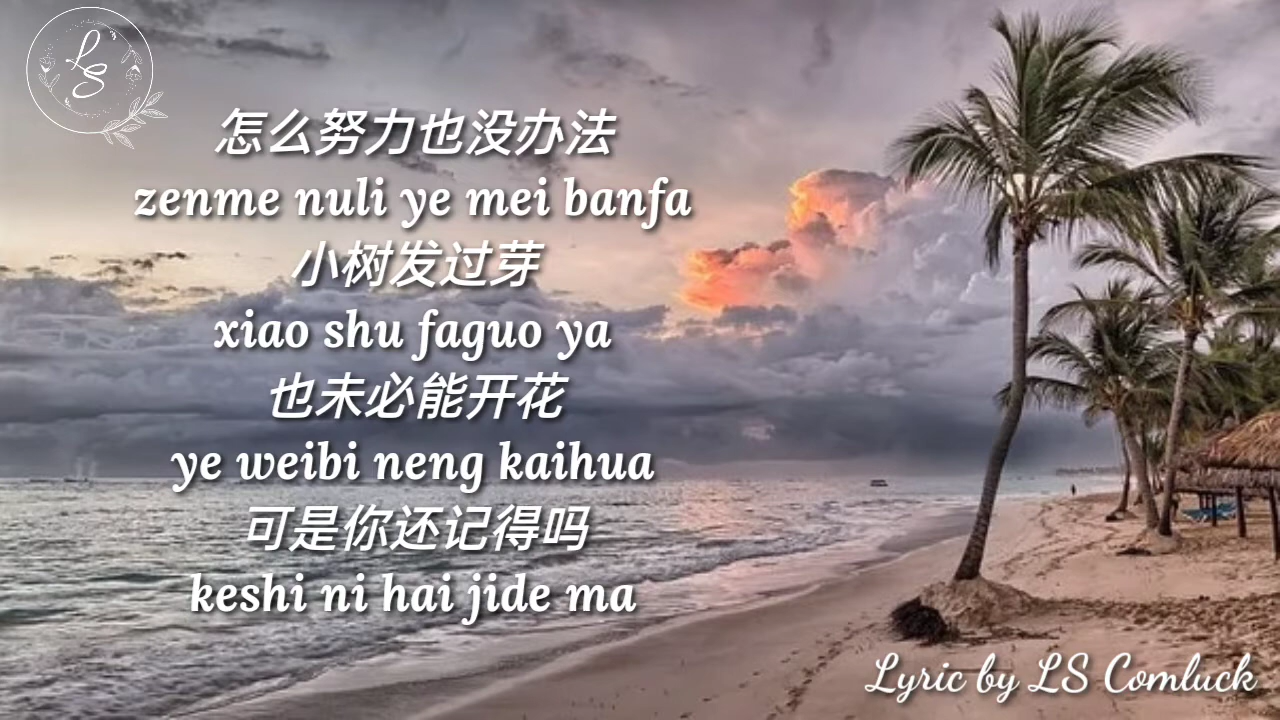 LS
怎么努力也没办法
zenme nuli ye mei banfa
小树发过芽
xiao shu faguo ya
也未必能开花
ye weibi neng kaihua
可是你还记得吗
keshi ni hai jide ma
Lyric by LS Comluck